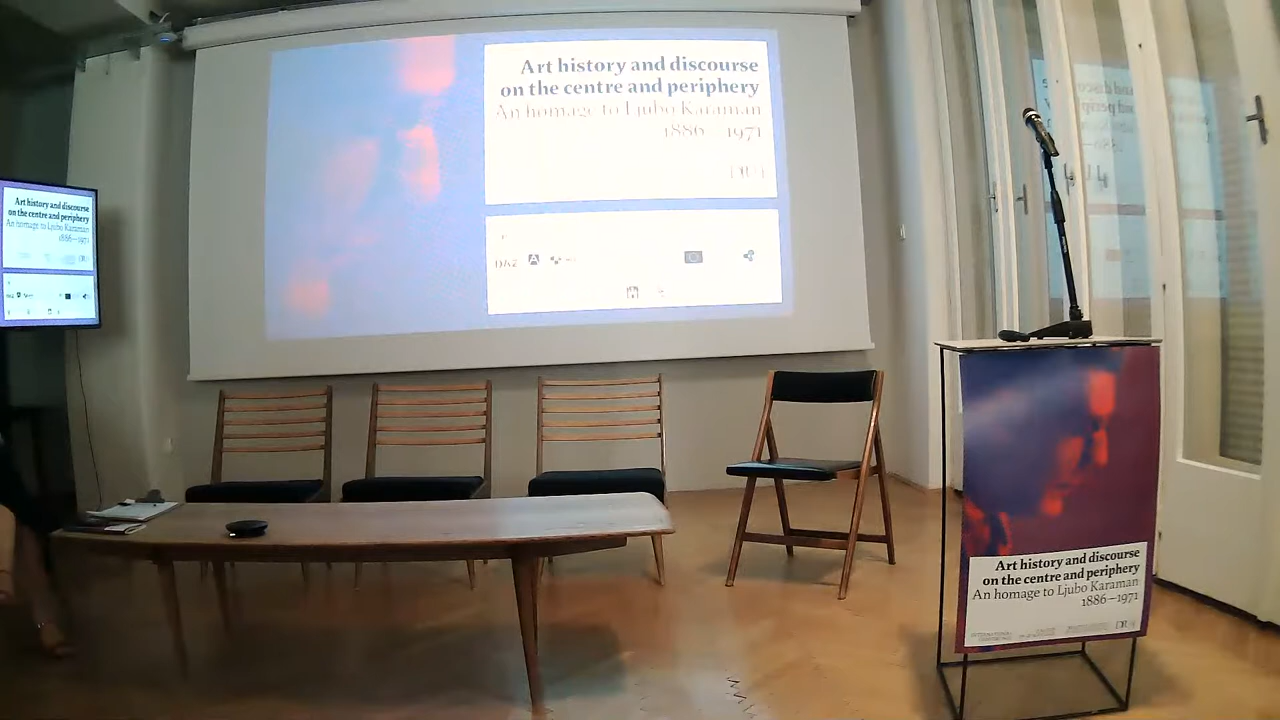 Art history and discourse
on the centre and periphery
An homage to Ljubo Karaman
1886–1971
Art history and discourse
on the centre and periphery
An homage to Ljubo Karaman
1886 1971
Art history and discourse
on the centre and periphery
An homage to Ljubo Karaman
1886–1971